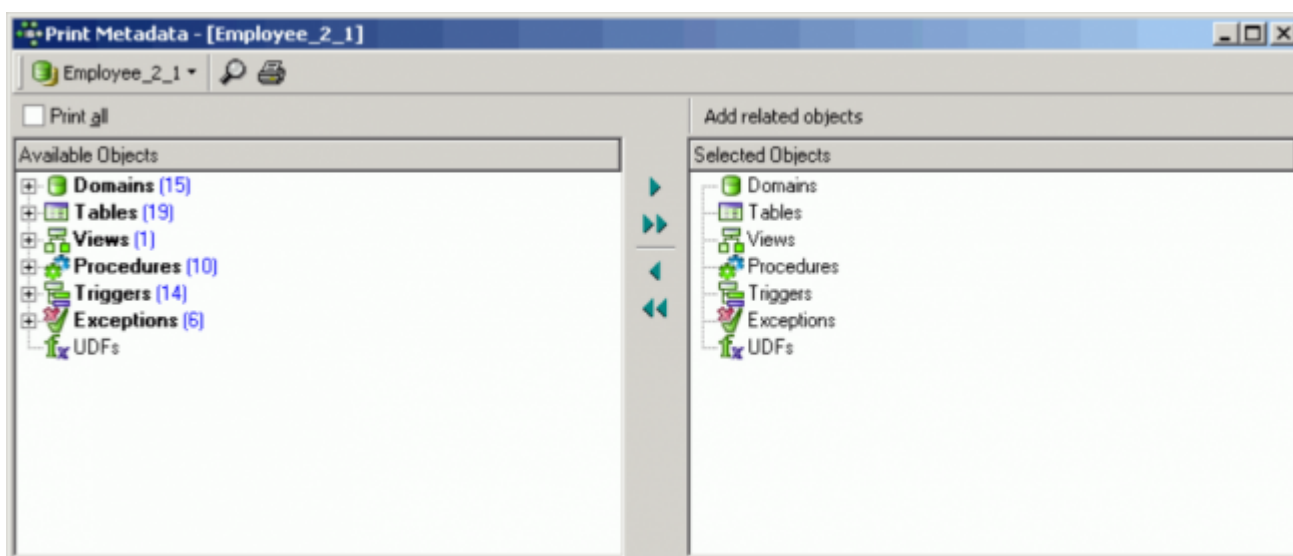 Print Metadata - [Employee_2_1]
Employee_2_1
Print all
Add related objects
Available Objects
Domains (15)
Tables (19)
Views (1)
Procedures (10)
Triggers (14)
Exceptions (6)
UDFs
Selected Objects
Domains
Tables
Views
Procedures
Triggers
Exceptions
UDFs